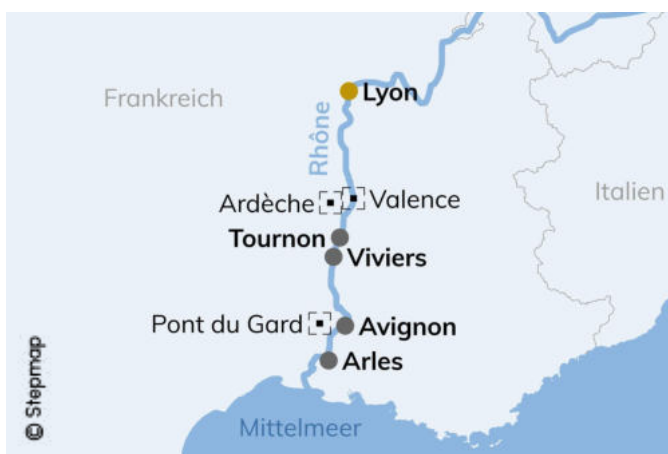 Lyon
Frankreich
Rhône
Italien
Ardèche
Valence
Tournon
Viviers
Pont du Gard
Avignon
Arles
Mittelmeer
© Stepmap